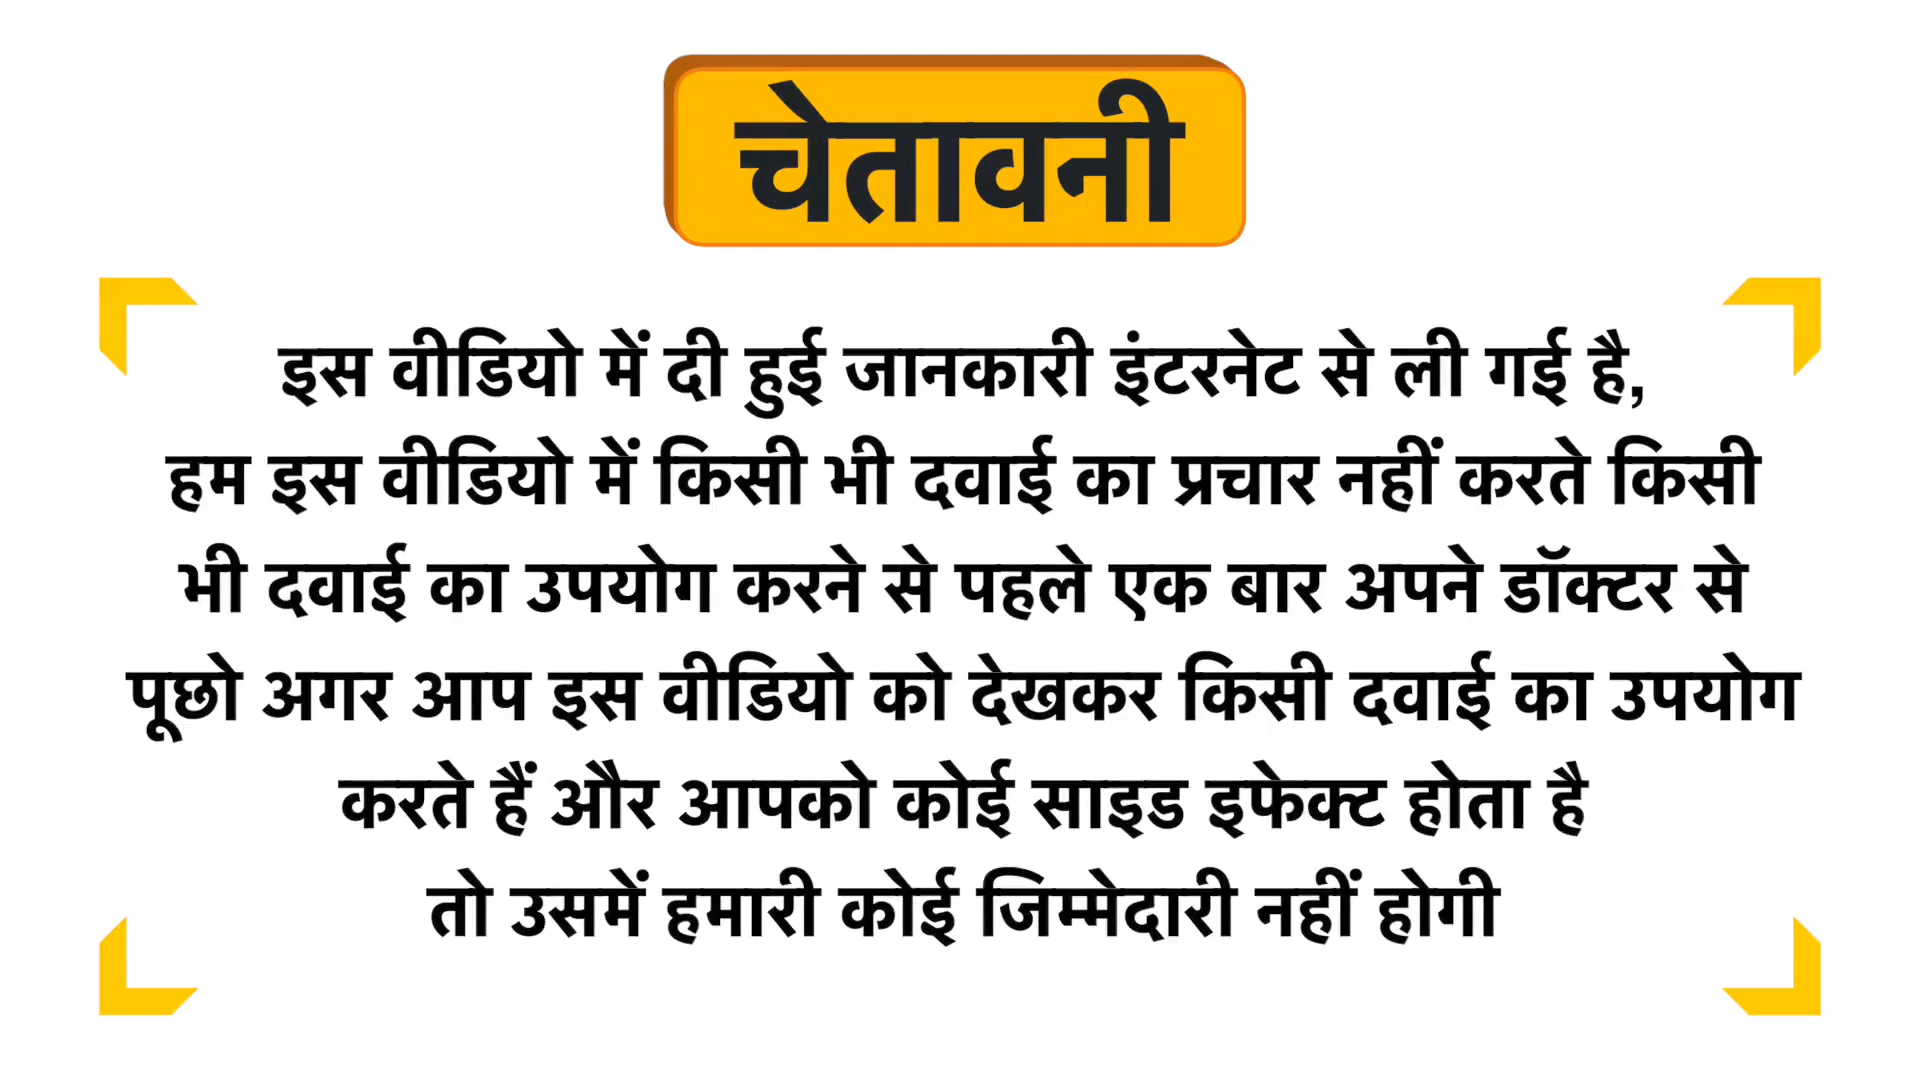 चेतावनी
इस वीडियो में दी हुई जानकारी इंटरनेट से ली गई है,
हम इस वीडियो में किसी भी दवाई का प्रचार नहीं करते किसी
भी दवाई का उपयोग करने से पहले एक बार अपने डॉक्टर से
पूछो अगर आप इस वीडियो को देखकर किसी दवाई का उपयोग
करते हैं और आपको कोई साइड इफेक्ट होता है
तो उसमें हमारी कोई जिम्मेदारी नहीं होगी